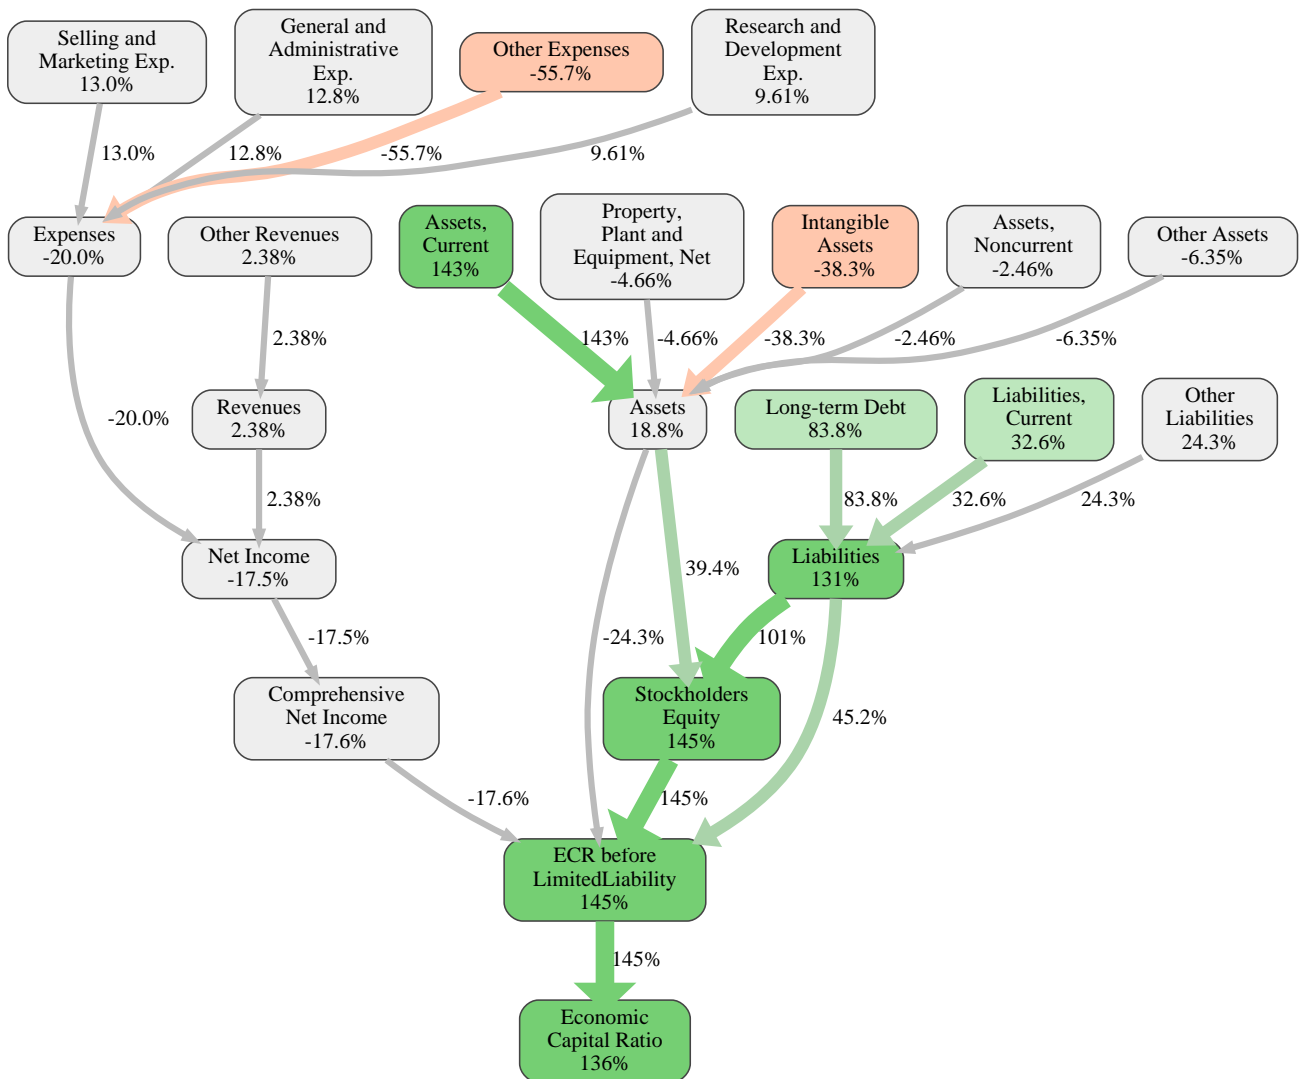 Selling and
Marketing Exp.
13.0%
General and
Administrative
Exp.
12.8%
Other Expenses
-55.7%
Research and
Development
Exp.
9.61%
13.0%
12.8%
-55.7%
9.61%
Expenses
-20.0%
Other Revenues
2.38%
Assets,
Current
143%
Property,
Plant and
Equipment, Net
-4.66%
Intangible
Assets
-38.3%
Assets,
Noncurrent
-2.46%
Other Assets
-6.35%
2.38%
143%
-4.66%
-38.3%
-2.46%
-6.35%
-20.0%
Revenues
2.38%
Assets
18.8%
Long-term Debt
83.8%
Liabilities,
Current
32.6%
Other
Liabilities
24.3%
2.38%
83.8%
32.6%
24.3%
Net Income
-17.5%
39.4%
Liabilities
131%
-17.5%
-24.3%
101%
Comprehensive
Net Income
-17.6%
Stockholders
Equity
145%
45.2%
-17.6%
145%
ECR before
LimitedLiability
145%
145%
Economic
Capital Ratio
136%